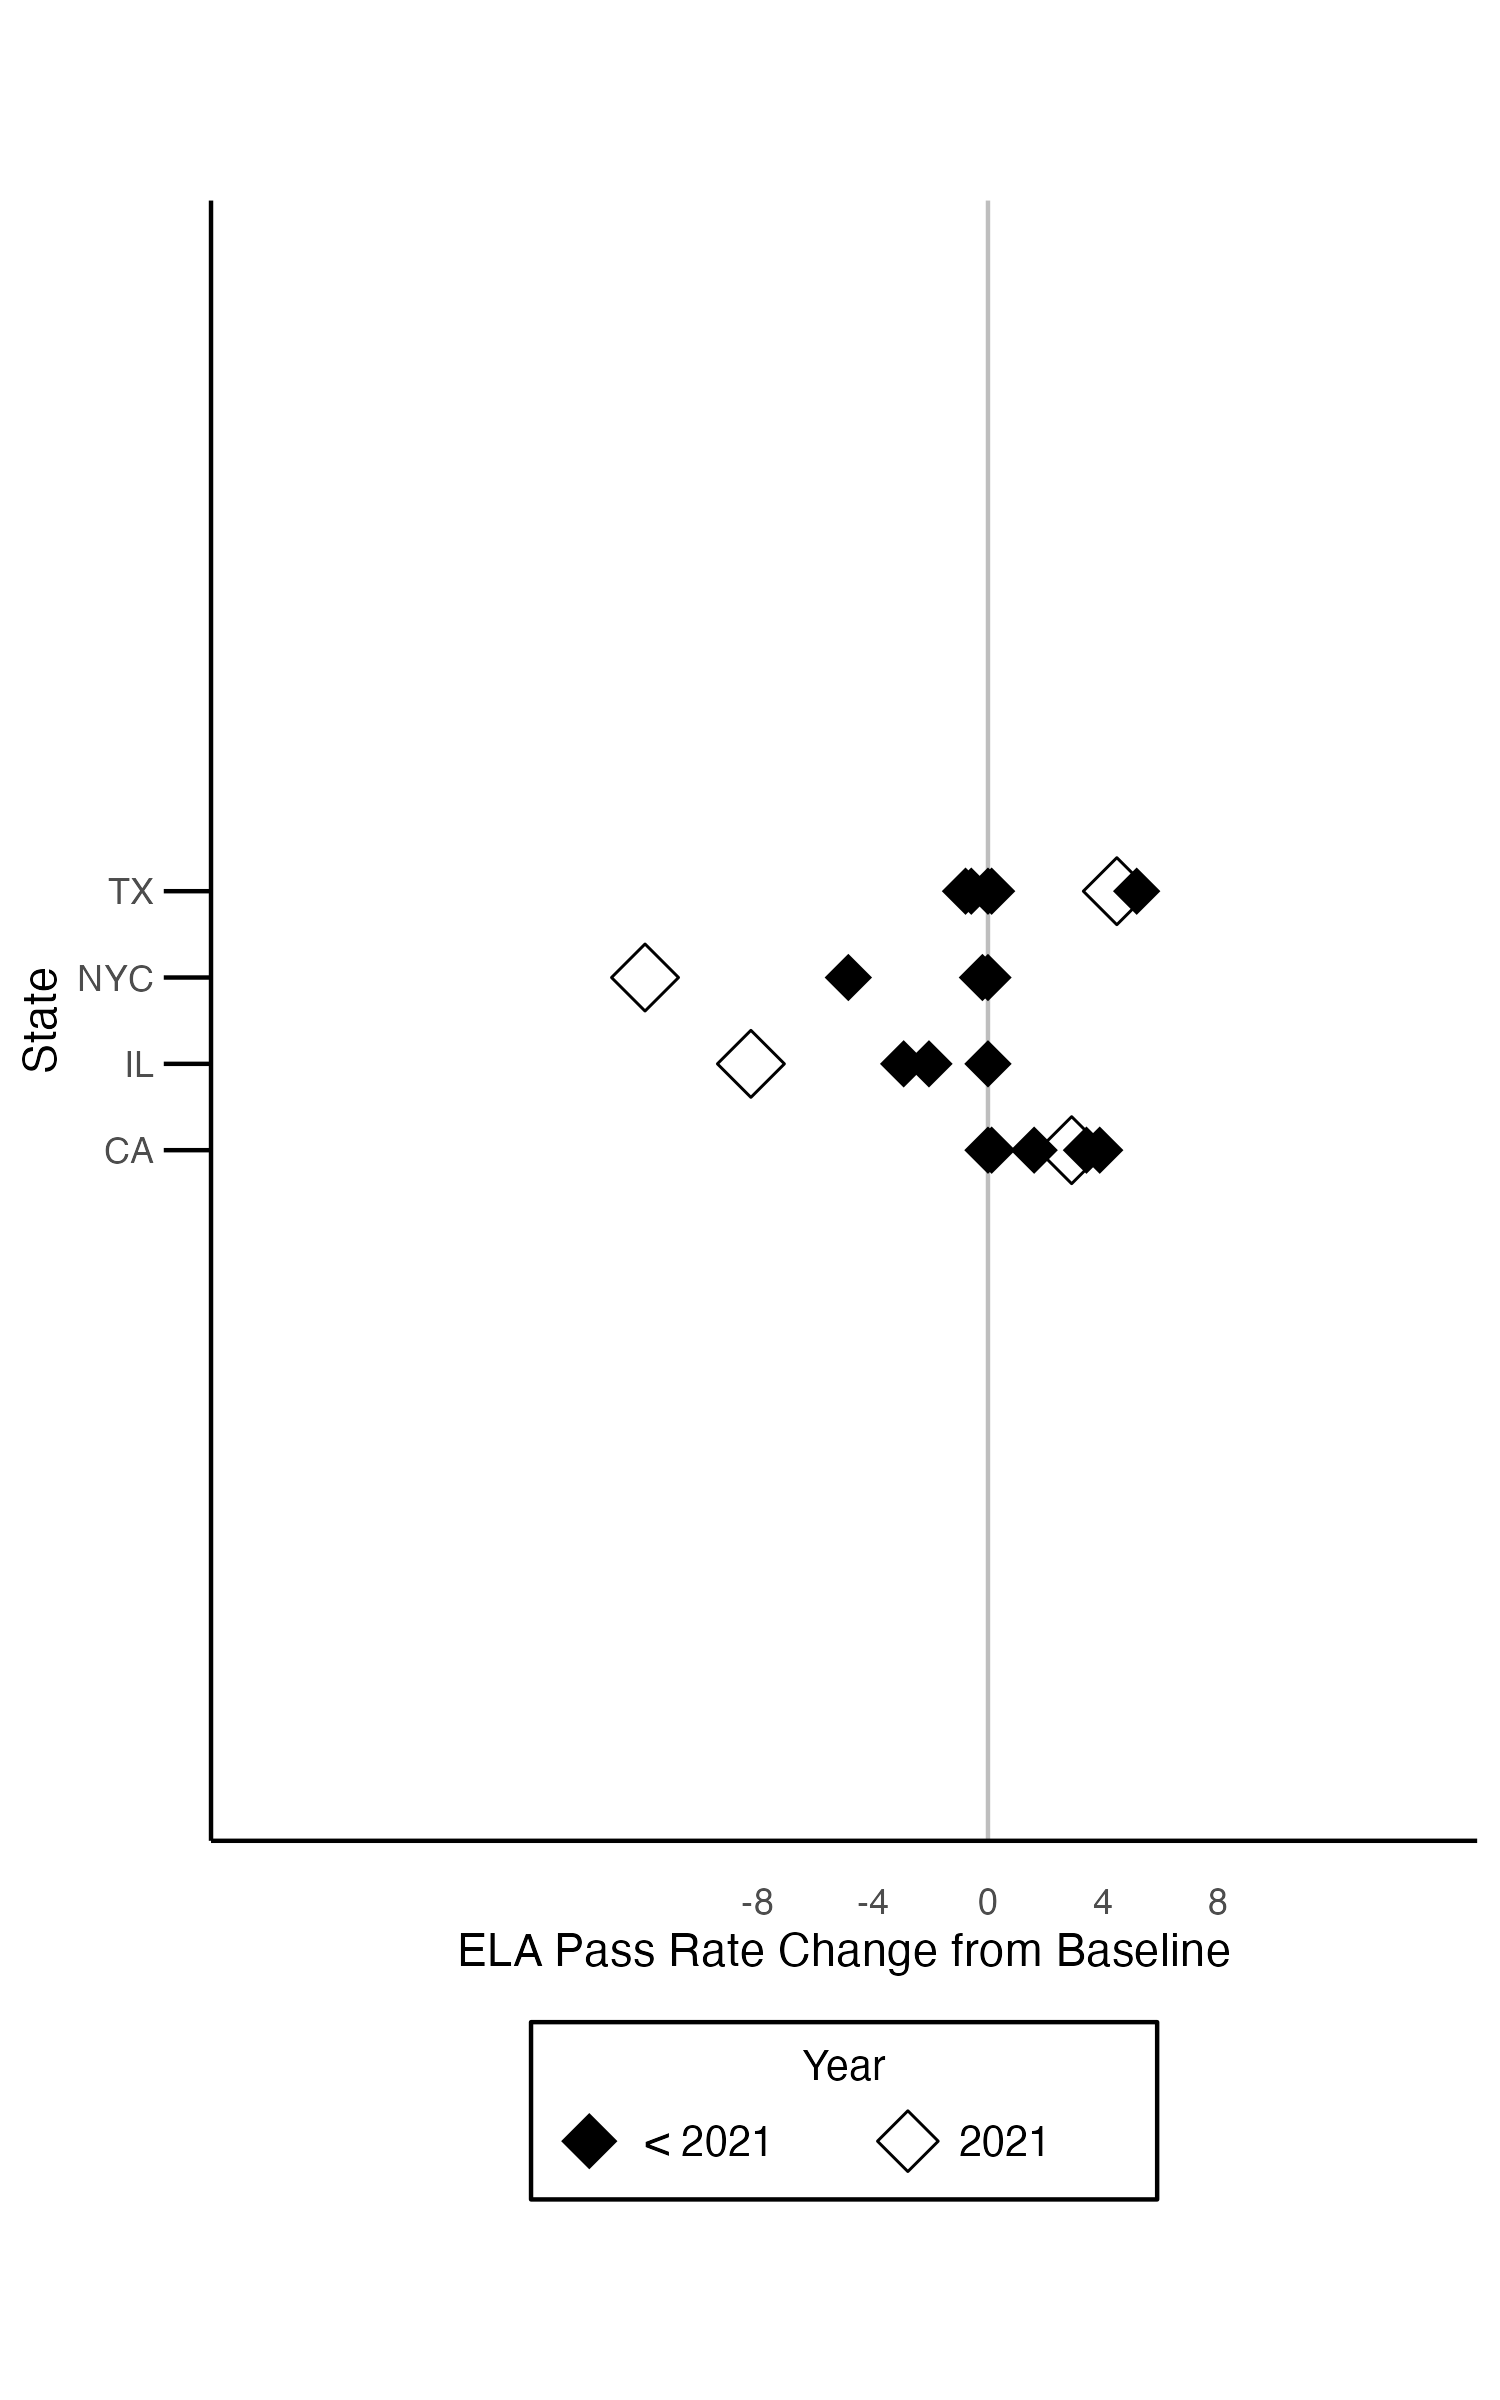 State
TX
NYC
IL
CA
-8 -4 0 4 8
ELA Pass Rate Change from Baseline
Year
< 2021 2021